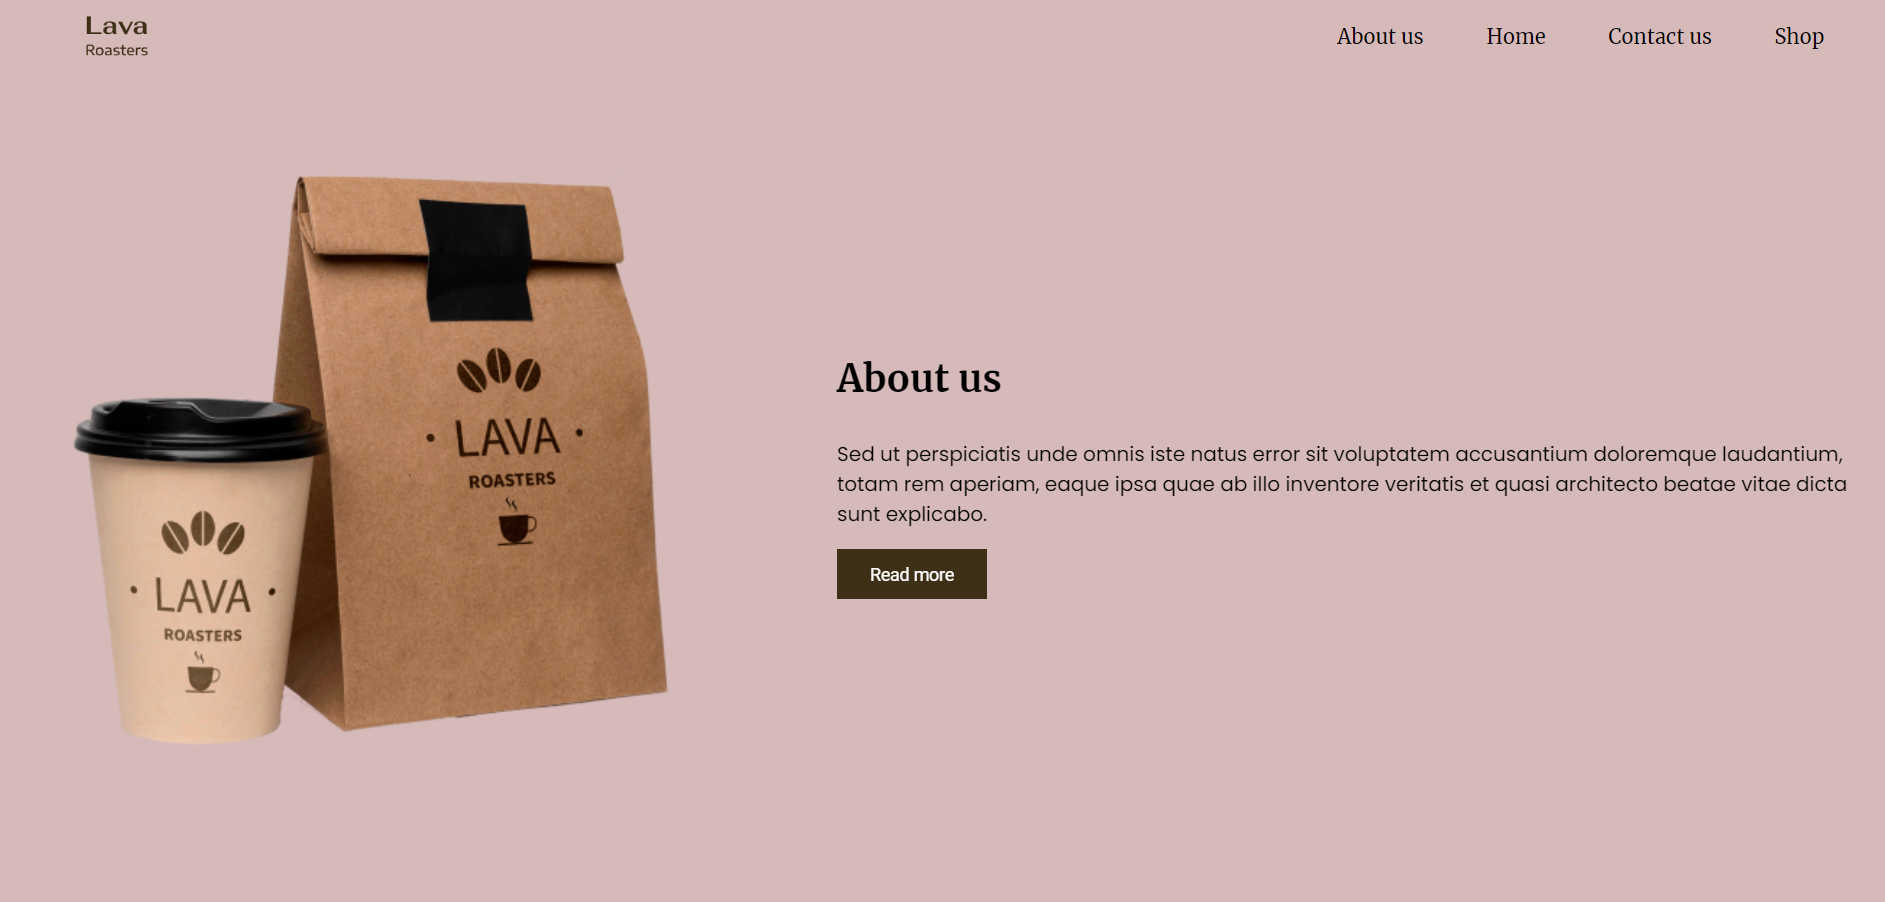 Lava
Roasters
About us
Home
Contact us
Shop
LAVA
ROASTERS
LAVA
ROASTERS
About us
Sed ut perspiciatis unde omnis iste natus error sit voluptatem accusantium doloremque laudantium,
totam rem aperiam, eaque ipsa quae ab illo inventore veritatis et quasi architecto beatae vitae dicta
sunt explicabo.
Read more